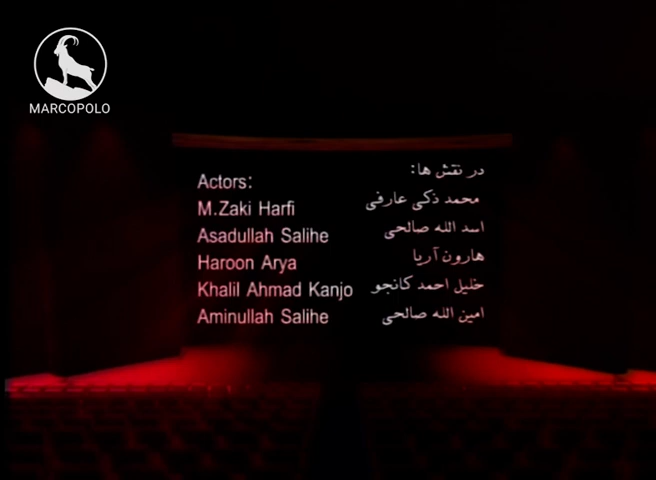 MARCOPOLO
Actors:
M.Zaki Harfi
Asadullah Salihe
Haroon Arya
Khalil Ahmad Kanjo
Aminullah Salihe
در نقش ها:
محمد ذکی عارفی
اسد الله صالحی
هارون آریا
خلیل احمد کانجو
امین الله صالحی